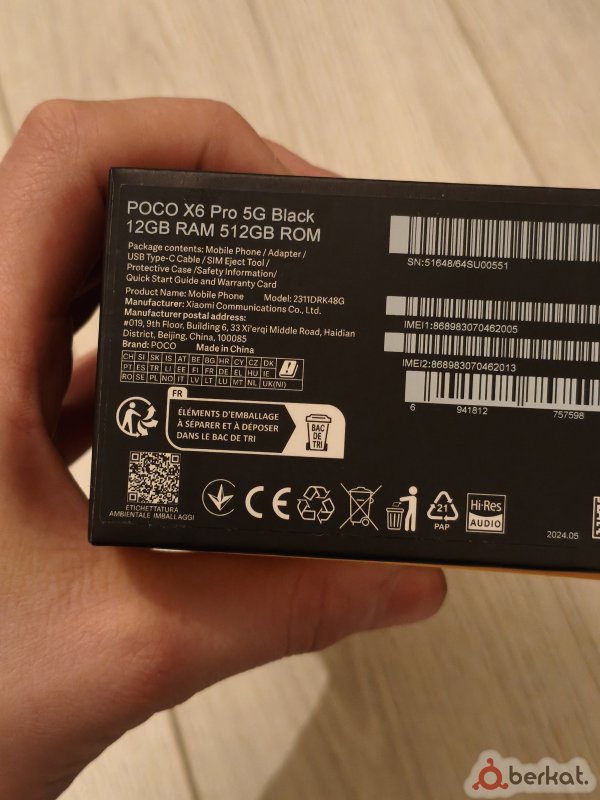 POCO X6 Pro 5G Black
12GB RAM 512GB ROM
Package contents: Mobile Phone / Adapter /
USB Type-C Cable / SIM Eject Tool /
Protective Case /Safety Information/
Quick Start Guide and Warranty Card
Product Name: Mobile Phone Model: 2311DRK48G
Manufacturer: Xiaomi Communications Co., Ltd.
Manufacturer postal address:
#019, 9th Floor, Building 6, 33 Xi'erqi Middle Road, Haidian
District, Beijing, China, 100085
Brand: POCO Made in China
CH SI SK IS AT BE BG HR CY CZ DK
PT ES TR LI EE FI FR DE EL HU IE
RO SE PL NO IT LV LT LU MT NL UK(NI)
FR
ÉLÉMENTS D'EMBALLAGE
À SÉPARER ET À DÉPOSER
DANS LE BAC DE TRI
BAC
DE
TRI
ETICHETTATURA
AMBIENTALE IMBALLAGGI
SN:51648/64SU00551
IMEI1:868983070462005
IMEI2:868983070462013
6 941812 757598
CE
21
PAP
Hi-Res
AUDIO
2024.05
berkat.